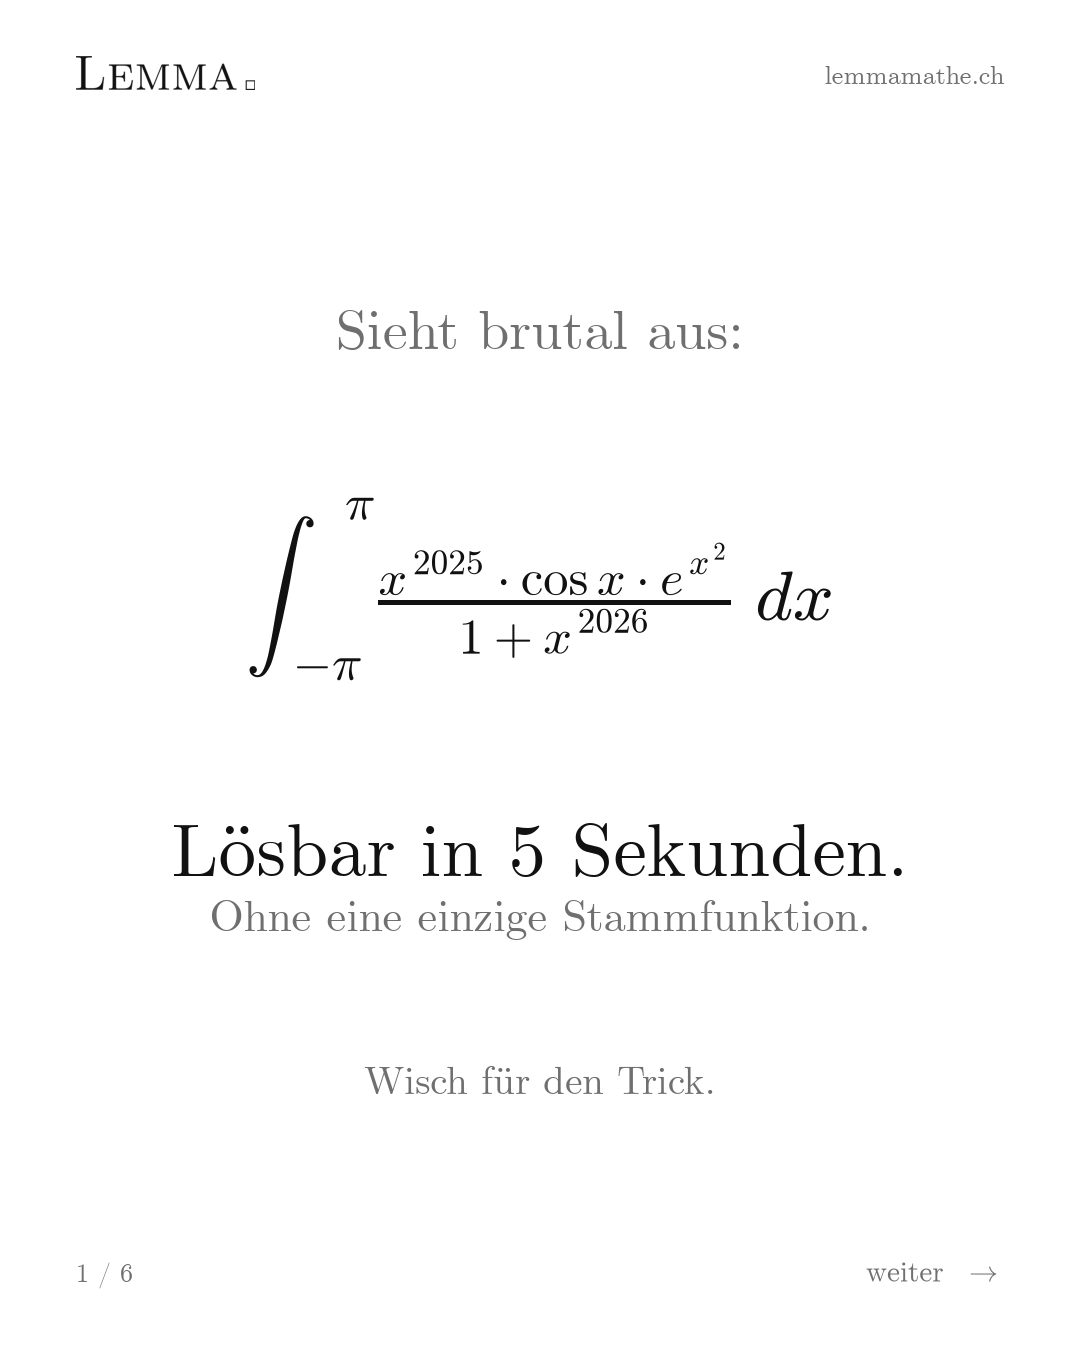 LEMMA□
lemmamathe.ch
Sieht brutal aus:
∫_{−π}^{π} (x^{2025} · cos x · e^{x^2}) / (1 + x^{2026}) dx
Lösbar in 5 Sekunden.
Ohne eine einzige Stammfunktion.
Wisch für den Trick.
1 / 6
weiter →